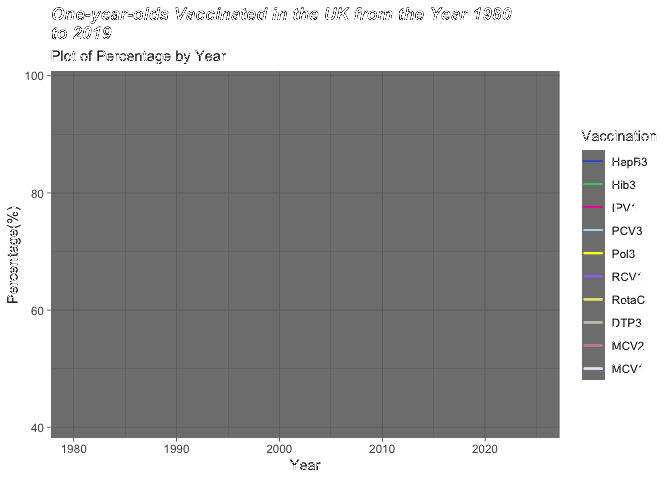 One-year-olds Vaccinated in the UK from the Year 1980
to 2019
Plot of Percentage by Year
100
80
60
40
Percentage(%)
1980
1990
2000
2010
2020
Year
Vaccination
HepB3
Hib3
IPV1
PCV3
Pol3
RCV1
RotaC
DTP3
MCV2
MCV1